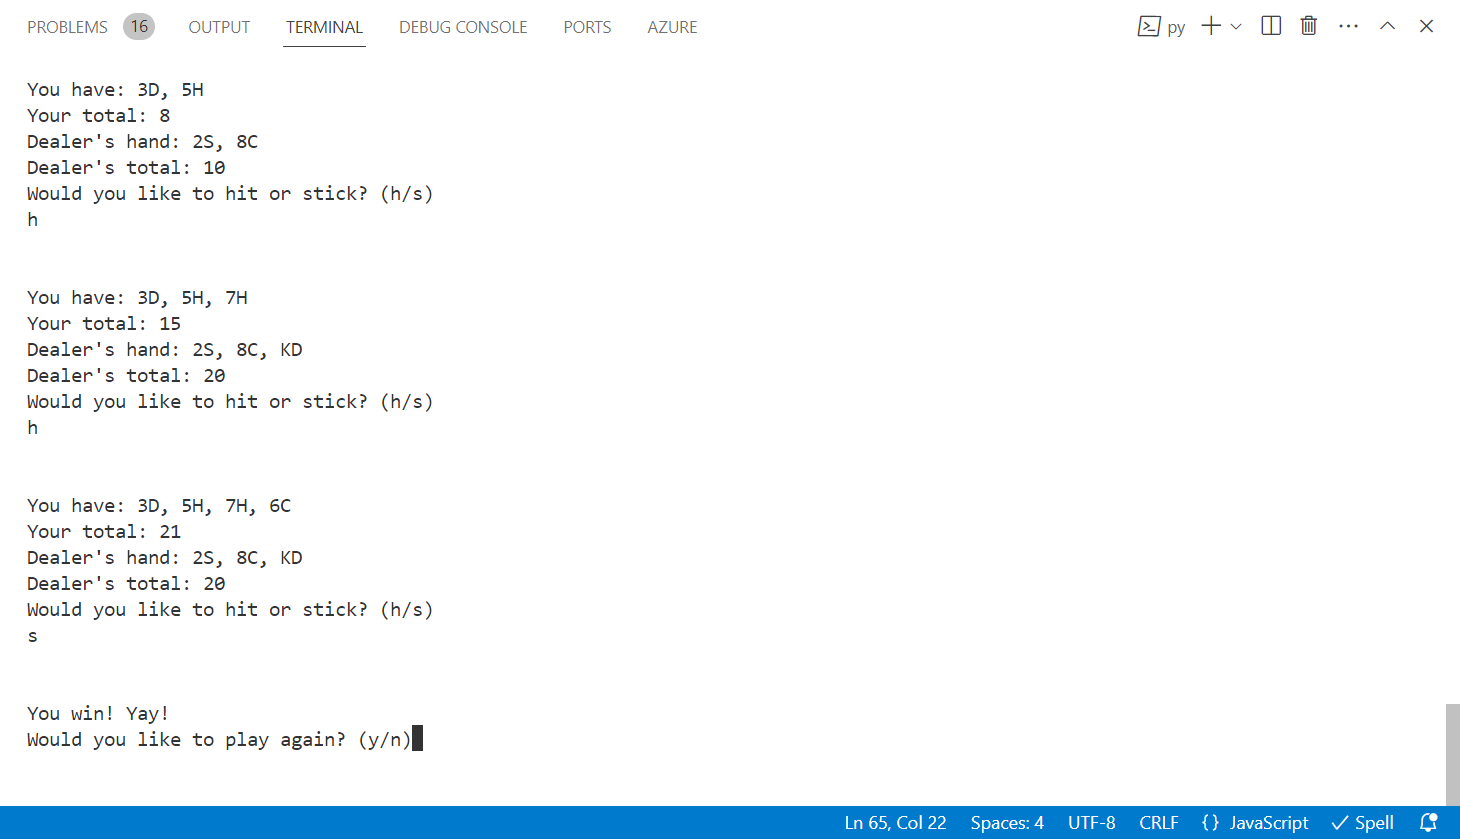 PROBLEMS 16 OUTPUT TERMINAL DEBUG CONSOLE PORTS AZURE py
You have: 3D, 5H
Your total: 8
Dealer's hand: 2S, 8C
Dealer's total: 10
Would you like to hit or stick? (h/s)
h
You have: 3D, 5H, 7H
Your total: 15
Dealer's hand: 2S, 8C, KD
Dealer's total: 20
Would you like to hit or stick? (h/s)
h
You have: 3D, 5H, 7H, 6C
Your total: 21
Dealer's hand: 2S, 8C, KD
Dealer's total: 20
Would you like to hit or stick? (h/s)
s
You win! Yay!
Would you like to play again? (y/n)
Ln 65, Col 22 Spaces: 4 UTF-8 CRLF {} JavaScript Spell